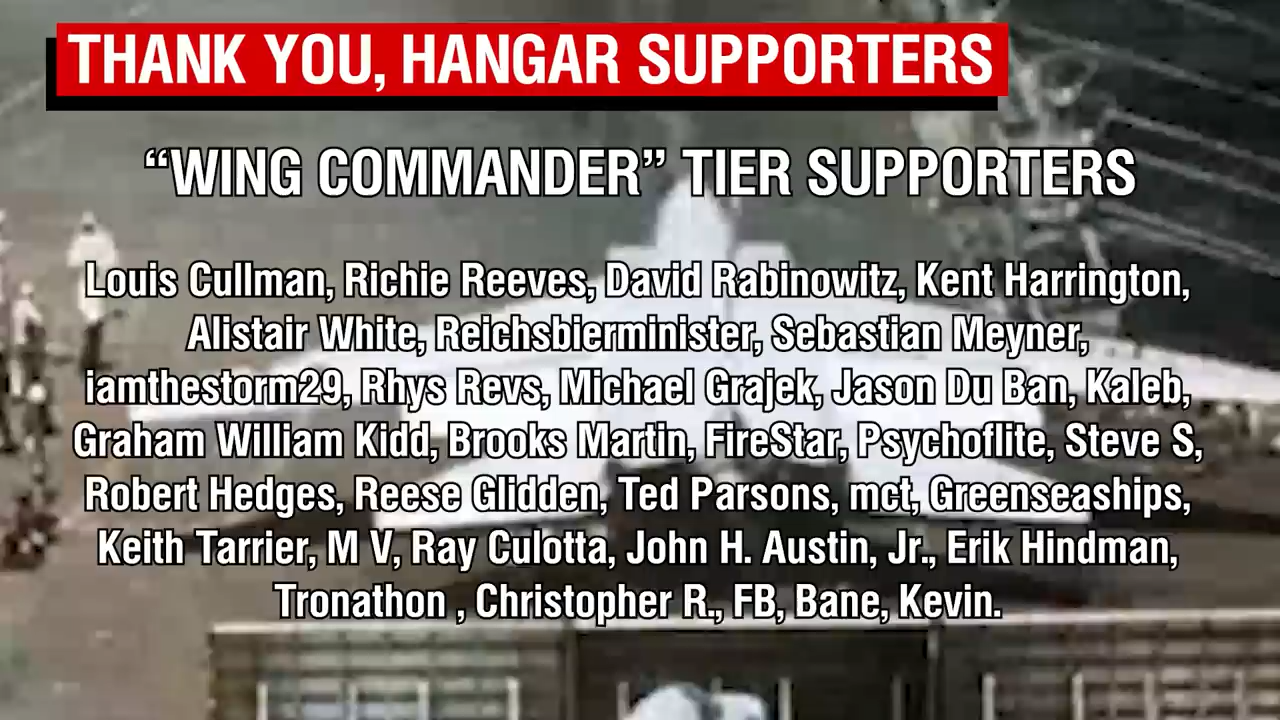 THANK YOU, HANGAR SUPPORTERS
“WING COMMANDER” TIER SUPPORTERS
Louis Cullman, Richie Reeves, David Rabinowitz, Kent Harrington,
Alistair White, Reichsbierminister, Sebastian Meyner,
iamthestorm29, Rhys Revs, Michael Grajek, Jason Du Ban, Kaleb,
Graham William Kidd, Brooks Martin, FireStar, Psychoflite, Steve S,
Robert Hedges, Reese Glidden, Ted Parsons, mct, Greenseaships,
Keith Tarrier, M V, Ray Culotta, John H. Austin, Jr., Erik Hindman,
Tronathon , Christopher R., FB, Bane, Kevin.